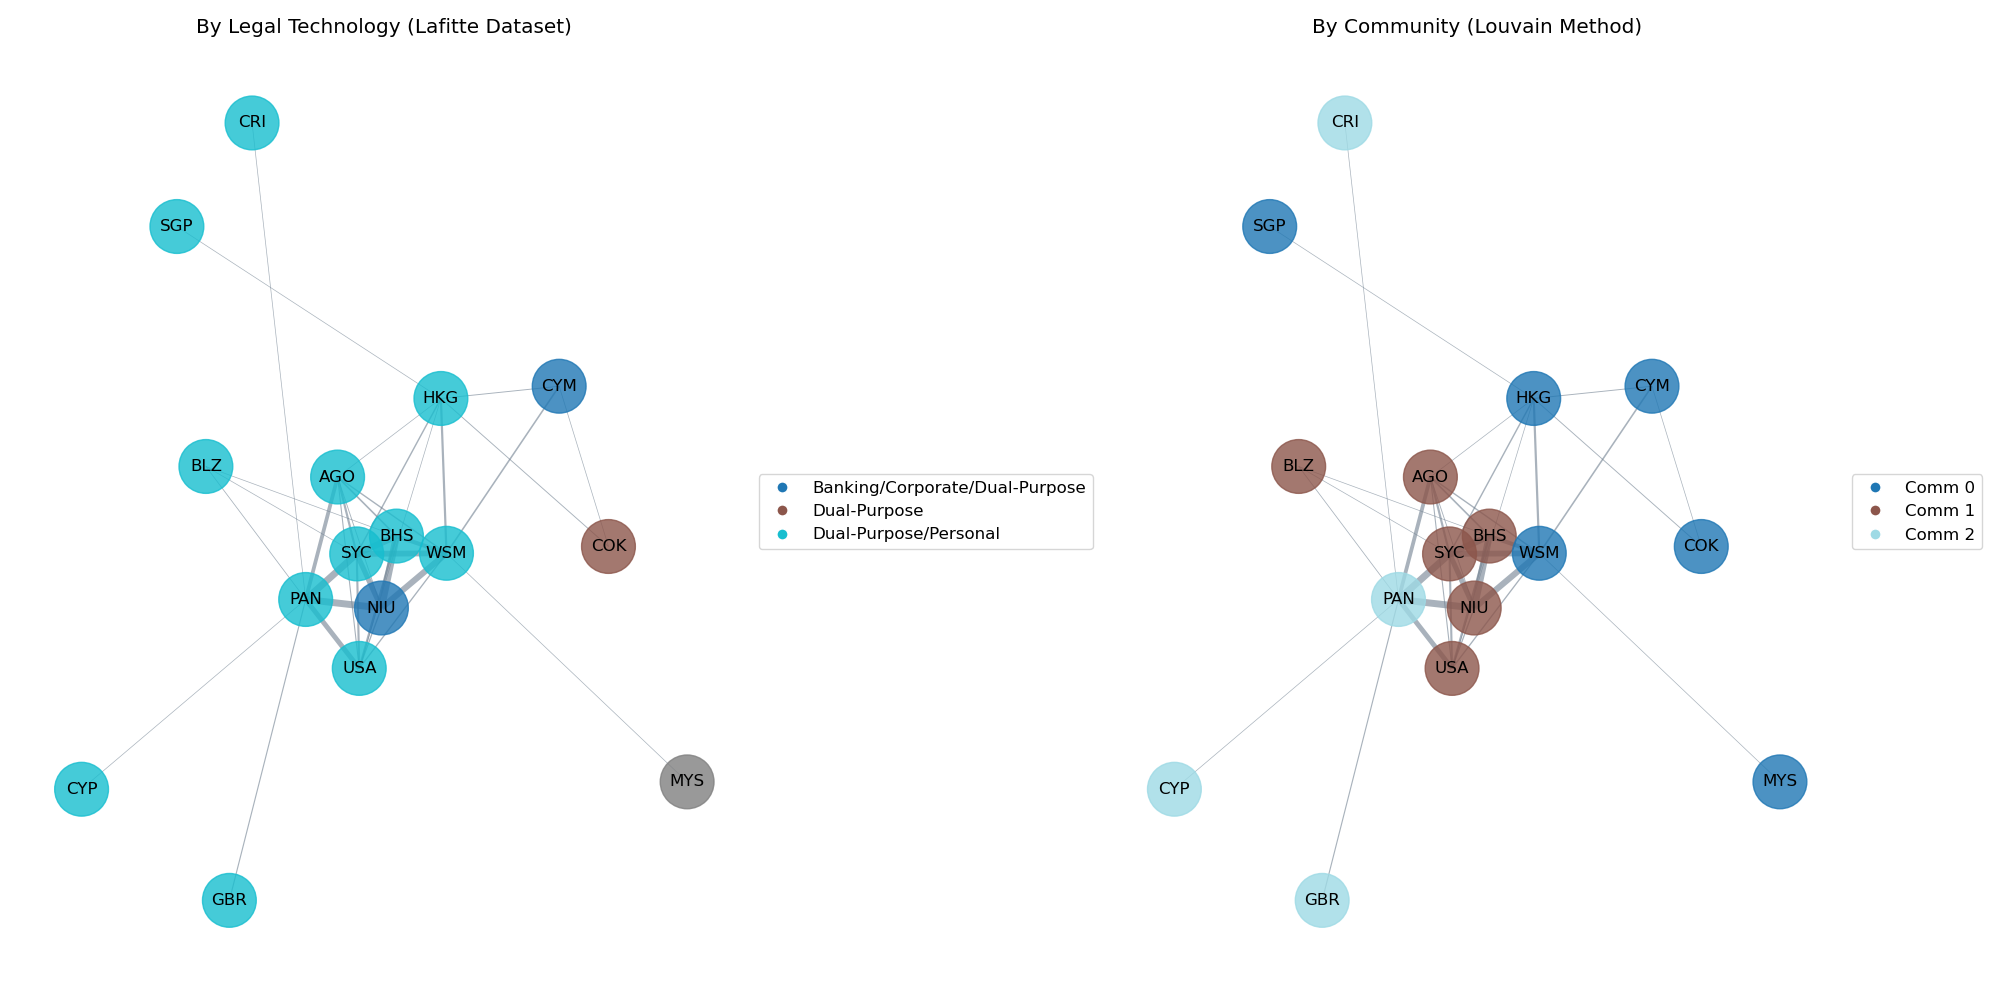 By Legal Technology (Lafitte Dataset)
CRI
SGP
CYM
HKG
BLZ
AGO
BHS
SYC
WSM
COK
PAN
NIU
USA
MYS
CYP
GBR
Banking/Corporate/Dual-Purpose
Dual-Purpose
Dual-Purpose/Personal
By Community (Louvain Method)
CRI
SGP
CYM
HKG
BLZ
AGO
BHS
SYC
WSM
COK
PAN
NIU
USA
MYS
CYP
GBR
Comm 0
Comm 1
Comm 2